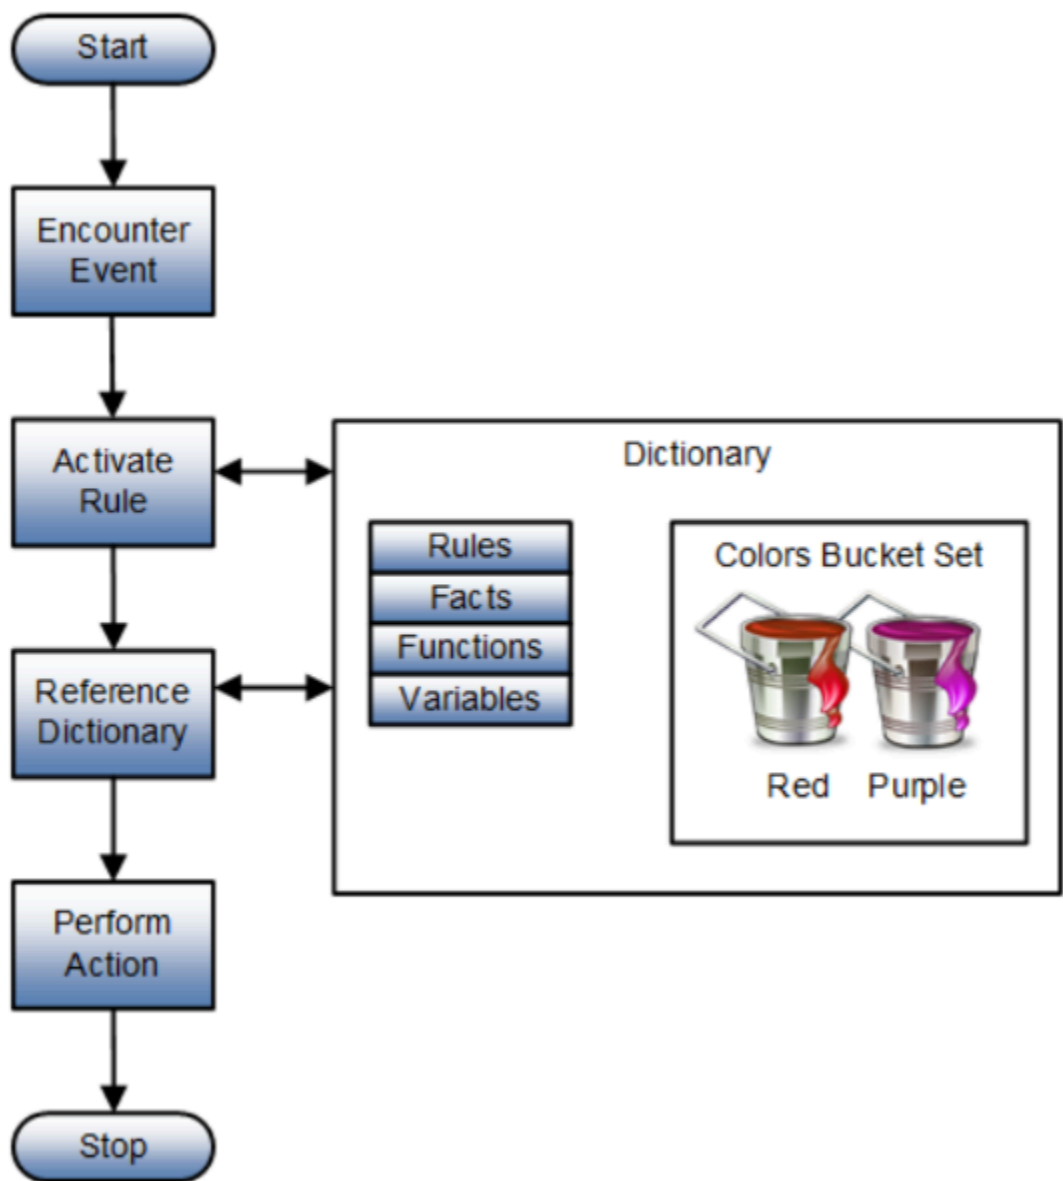 Start
Encounter
Event
Activate
Rule
Reference
Dictionary
Perform
Action
Stop
Dictionary
Rules
Facts
Functions
Variables
Colors Bucket Set
Red Purple